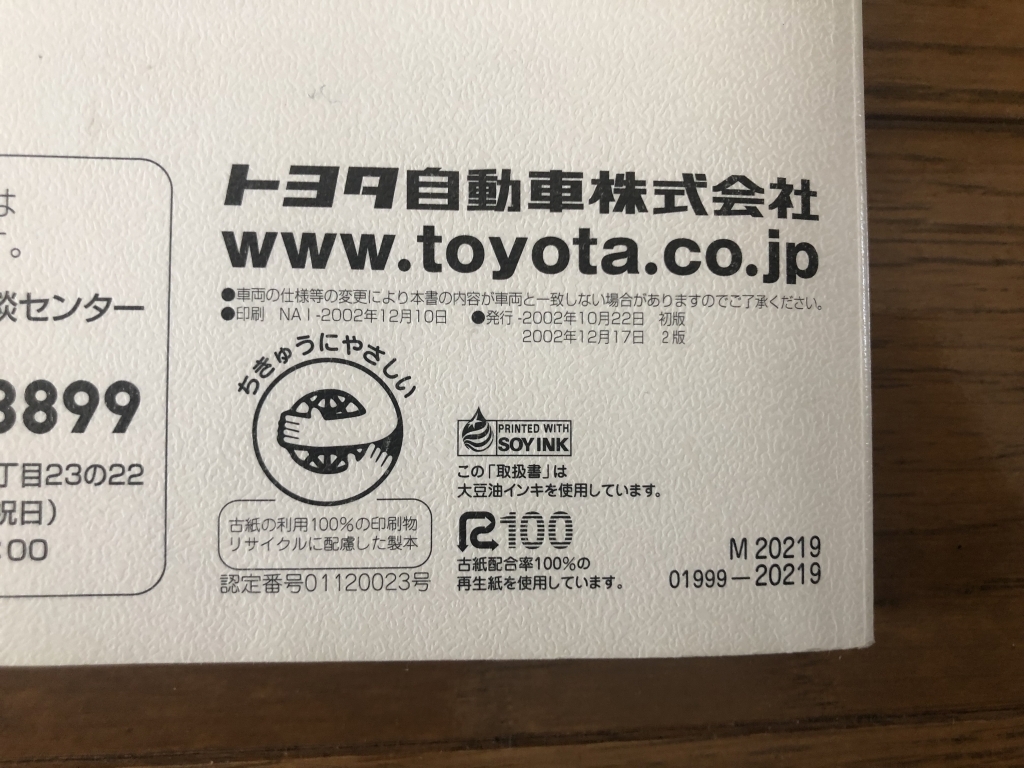 は
す。
談センター
3899
丁目23の22
祝日）
:00
トヨタ自動車株式会社
www.toyota.co.jp
●車両の仕様等の変更により本書の内容が車両と一致しない場合がありますのでご了承ください。
●印刷 NAI-2002年12月10日 ●発行-2002年10月22日 初版
2002年12月17日 2版
ちきゅうにやさしい
古紙の利用100%の印刷物
リサイクルに配慮した製本
認定番号01120023号
PRINTED WITH
SOY INK
この「取扱書」は
大豆油インキを使用しています。
R100
古紙配合率100%の
再生紙を使用しています。
M 20219
01999－20219